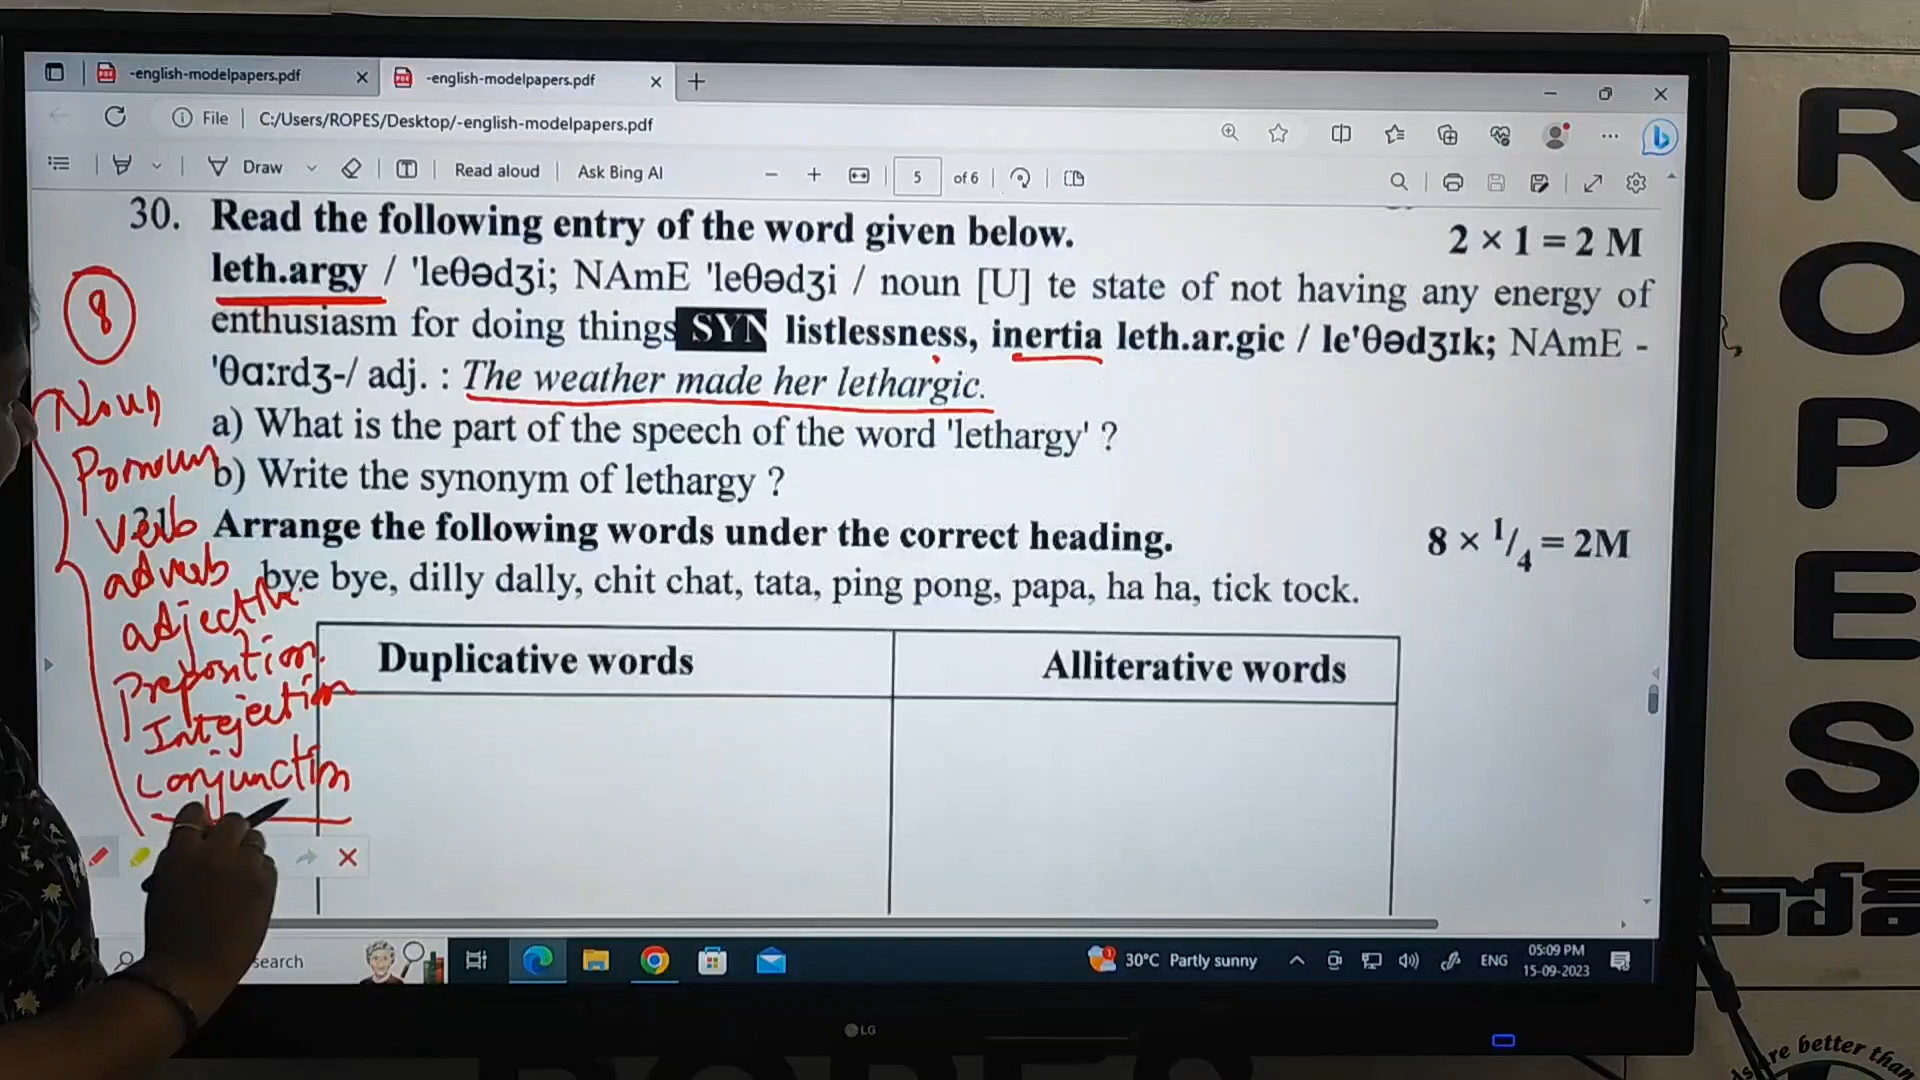 -english-modelpapers.pdf
-english-modelpapers.pdf
File
C:/Users/ROPES/Desktop/-english-modelpapers.pdf
Draw
Read aloud
Ask Bing AI
5
of 6
30. Read the following entry of the word given below. 2 × 1 = 2 M
leth.argy / 'leθədʒi; NAmE 'leθədʒi / noun [U] te state of not having any energy of
enthusiasm for doing things SYN listlessness, inertia leth.ar.gic / le'θədʒɪk; NAmE -
'θɑːrdʒ-/ adj. : The weather made her lethargic.
a) What is the part of the speech of the word 'lethargy' ?
b) Write the synonym of lethargy ?
31. Arrange the following words under the correct heading. 8 × 1/4 = 2M
bye bye, dilly dally, chit chat, tata, ping pong, papa, ha ha, tick tock.
Duplicative words
Alliterative words
8
Noun
Pornoun
Verb
adverb
adjective
Preposition
Intejection
Conjunction
search
30°C Partly sunny
ENG
05:09 PM
15-09-2023
LG
ROPES
రోప్స్
ROPES
are better than